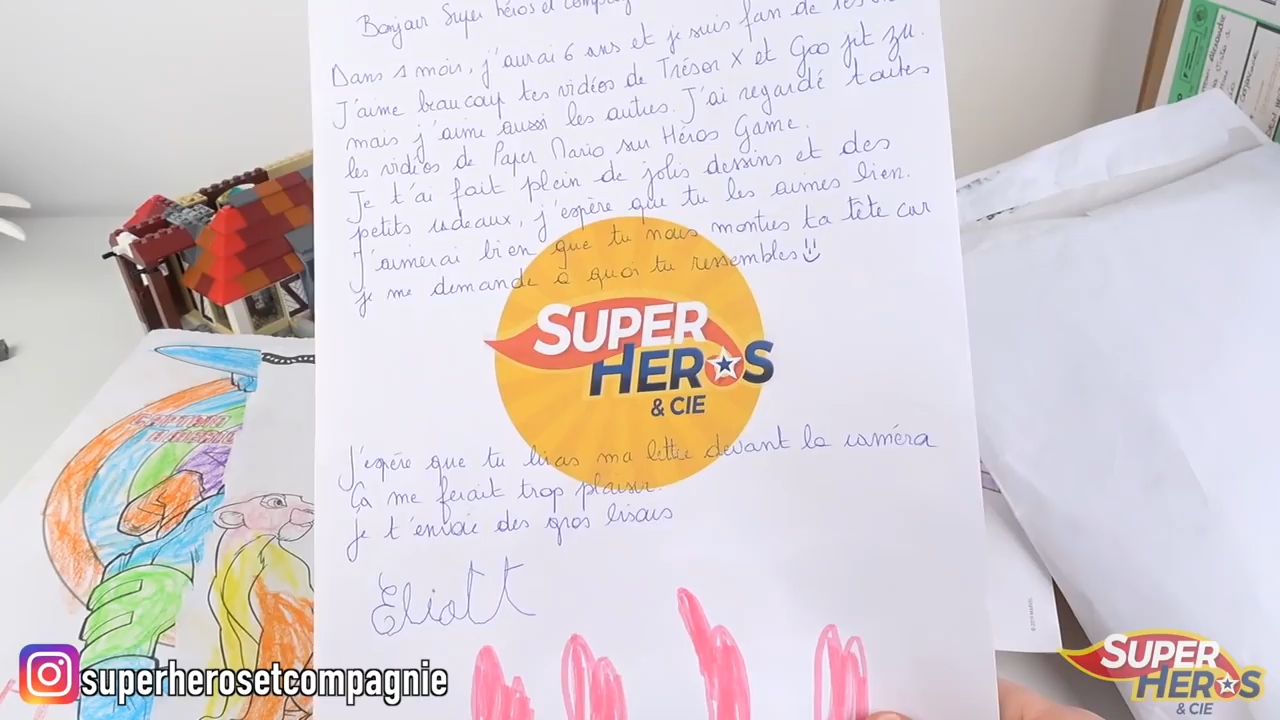 Bonjour Super héros et
Dans 1 mois, j'aurai 6 ans et je suis fan de tes
J'aime beaucoup tes vidéos de Trésor X et Goo jit zu.
mais j'aime aussi les autres. J'ai regardé toutes
les vidéos de Paper Mario sur Héros Game.
Je t'ai fait plein de jolis dessins et des
petits cadeaux, j'espère que tu les aimes bien.
J'aimerai bien que tu nous montres ta tête car
je me demande à quoi tu ressembles
SUPER
HEROS
& CIE
J'espère que tu liras ma lettre devant la caméra
Ça me ferait trop plaisir.
Je t'envoie des gros bisous
Eliott
CAPTAIN
AMERICA
superherosetcompagnie
SUPER
HEROS
& CIE